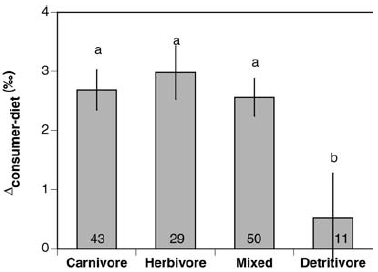 4
3
2
1
0
Δconsumer-diet (‰)
a
a
a
b
43
29
50
11
Carnivore
Herbivore
Mixed
Detritivore